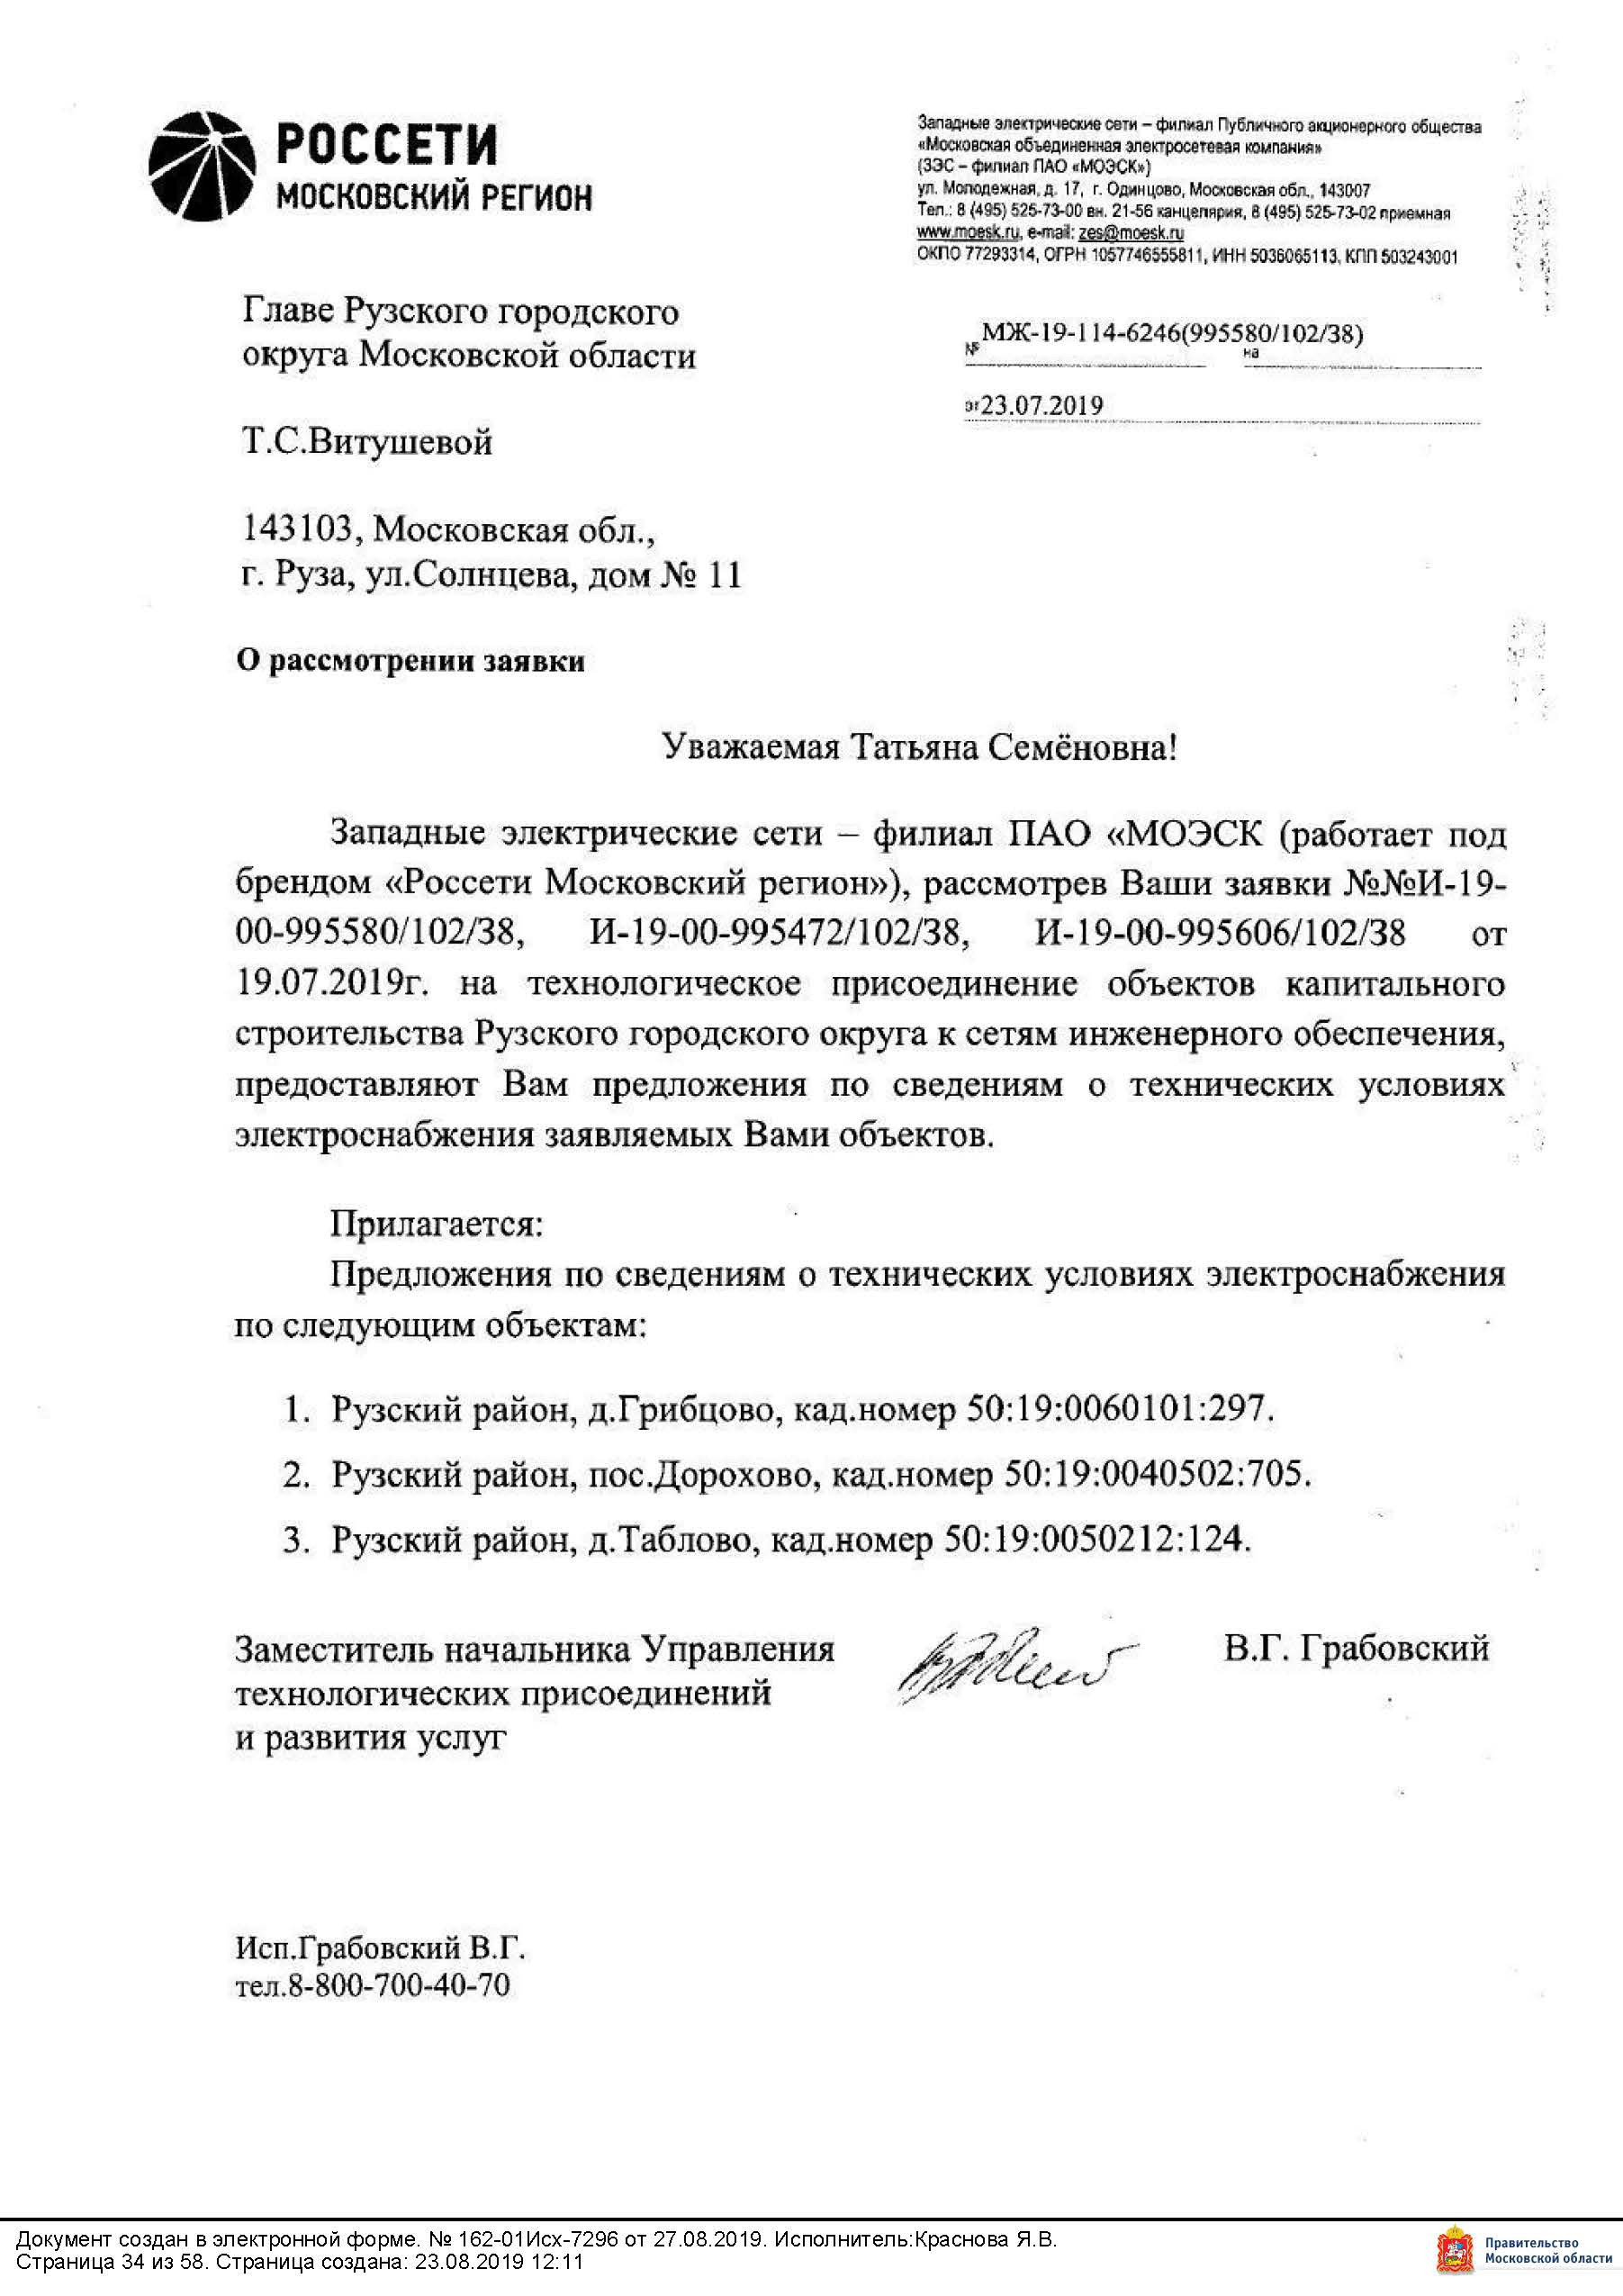 РОССЕТИ
МОСКОВСКИЙ РЕГИОН
Западные электрические сети – филиал Публичного акционерного общества
«Московская объединенная электросетевая компания»
(ЗЭС – филиал ПАО «МОЭСК»)
ул. Молодежная, д. 17, г. Одинцово, Московская обл., 143007
Тел.: 8 (495) 525-73-00 вн. 21-56 канцелярия, 8 (495) 525-73-02 приемная
www.moesk.ru, e-mail: zes@moesk.ru
ОКПО 77293314, ОГРН 1057746555811, ИНН 5036065113, КПП 503243001
Главе Рузского городского
округа Московской области
№ МЖ-19-114-6246(995580/102/38)
на
от 23.07.2019
Т.С.Витушевой
143103, Московская обл.,
г. Руза, ул.Солнцева, дом № 11
О рассмотрении заявки
Уважаемая Татьяна Семёновна!
Западные электрические сети – филиал ПАО «МОЭСК (работает под
брендом «Россети Московский регион»), рассмотрев Ваши заявки №№И-19-
00-995580/102/38, И-19-00-995472/102/38, И-19-00-995606/102/38 от
19.07.2019г. на технологическое присоединение объектов капитального
строительства Рузского городского округа к сетям инженерного обеспечения,
предоставляют Вам предложения по сведениям о технических условиях
электроснабжения заявляемых Вами объектов.
Прилагается:
Предложения по сведениям о технических условиях электроснабжения
по следующим объектам:
1. Рузский район, д.Грибцово, кад.номер 50:19:0060101:297.
2. Рузский район, пос.Дорохово, кад.номер 50:19:0040502:705.
3. Рузский район, д.Таблово, кад.номер 50:19:0050212:124.
Заместитель начальника Управления
технологических присоединений
и развития услуг
В.Г. Грабовский
Исп.Грабовский В.Г.
тел.8-800-700-40-70
Документ создан в электронной форме. № 162-01Исх-7296 от 27.08.2019. Исполнитель:Краснова Я.В.
Страница 34 из 58. Страница создана: 23.08.2019 12:11
Правительство
Московской области